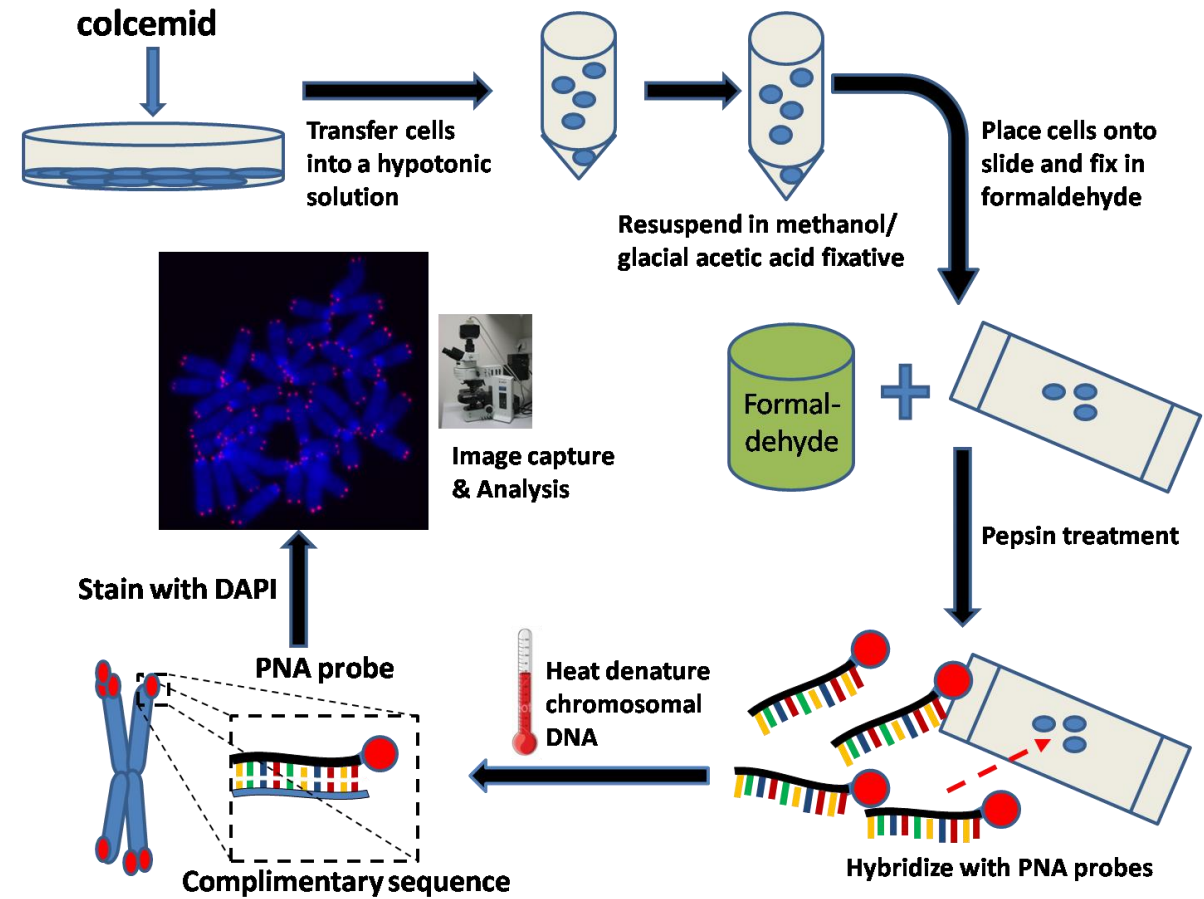 colcemid
Transfer cells
into a hypotonic
solution
Resuspend in methanol/
glacial acetic acid fixative
Place cells onto
slide and fix in
formaldehyde
Formal-
dehyde
Pepsin treatment
Hybridize with PNA probes
Heat denature
chromosomal
DNA
PNA probe
Complimentary sequence
Stain with DAPI
Image capture
& Analysis